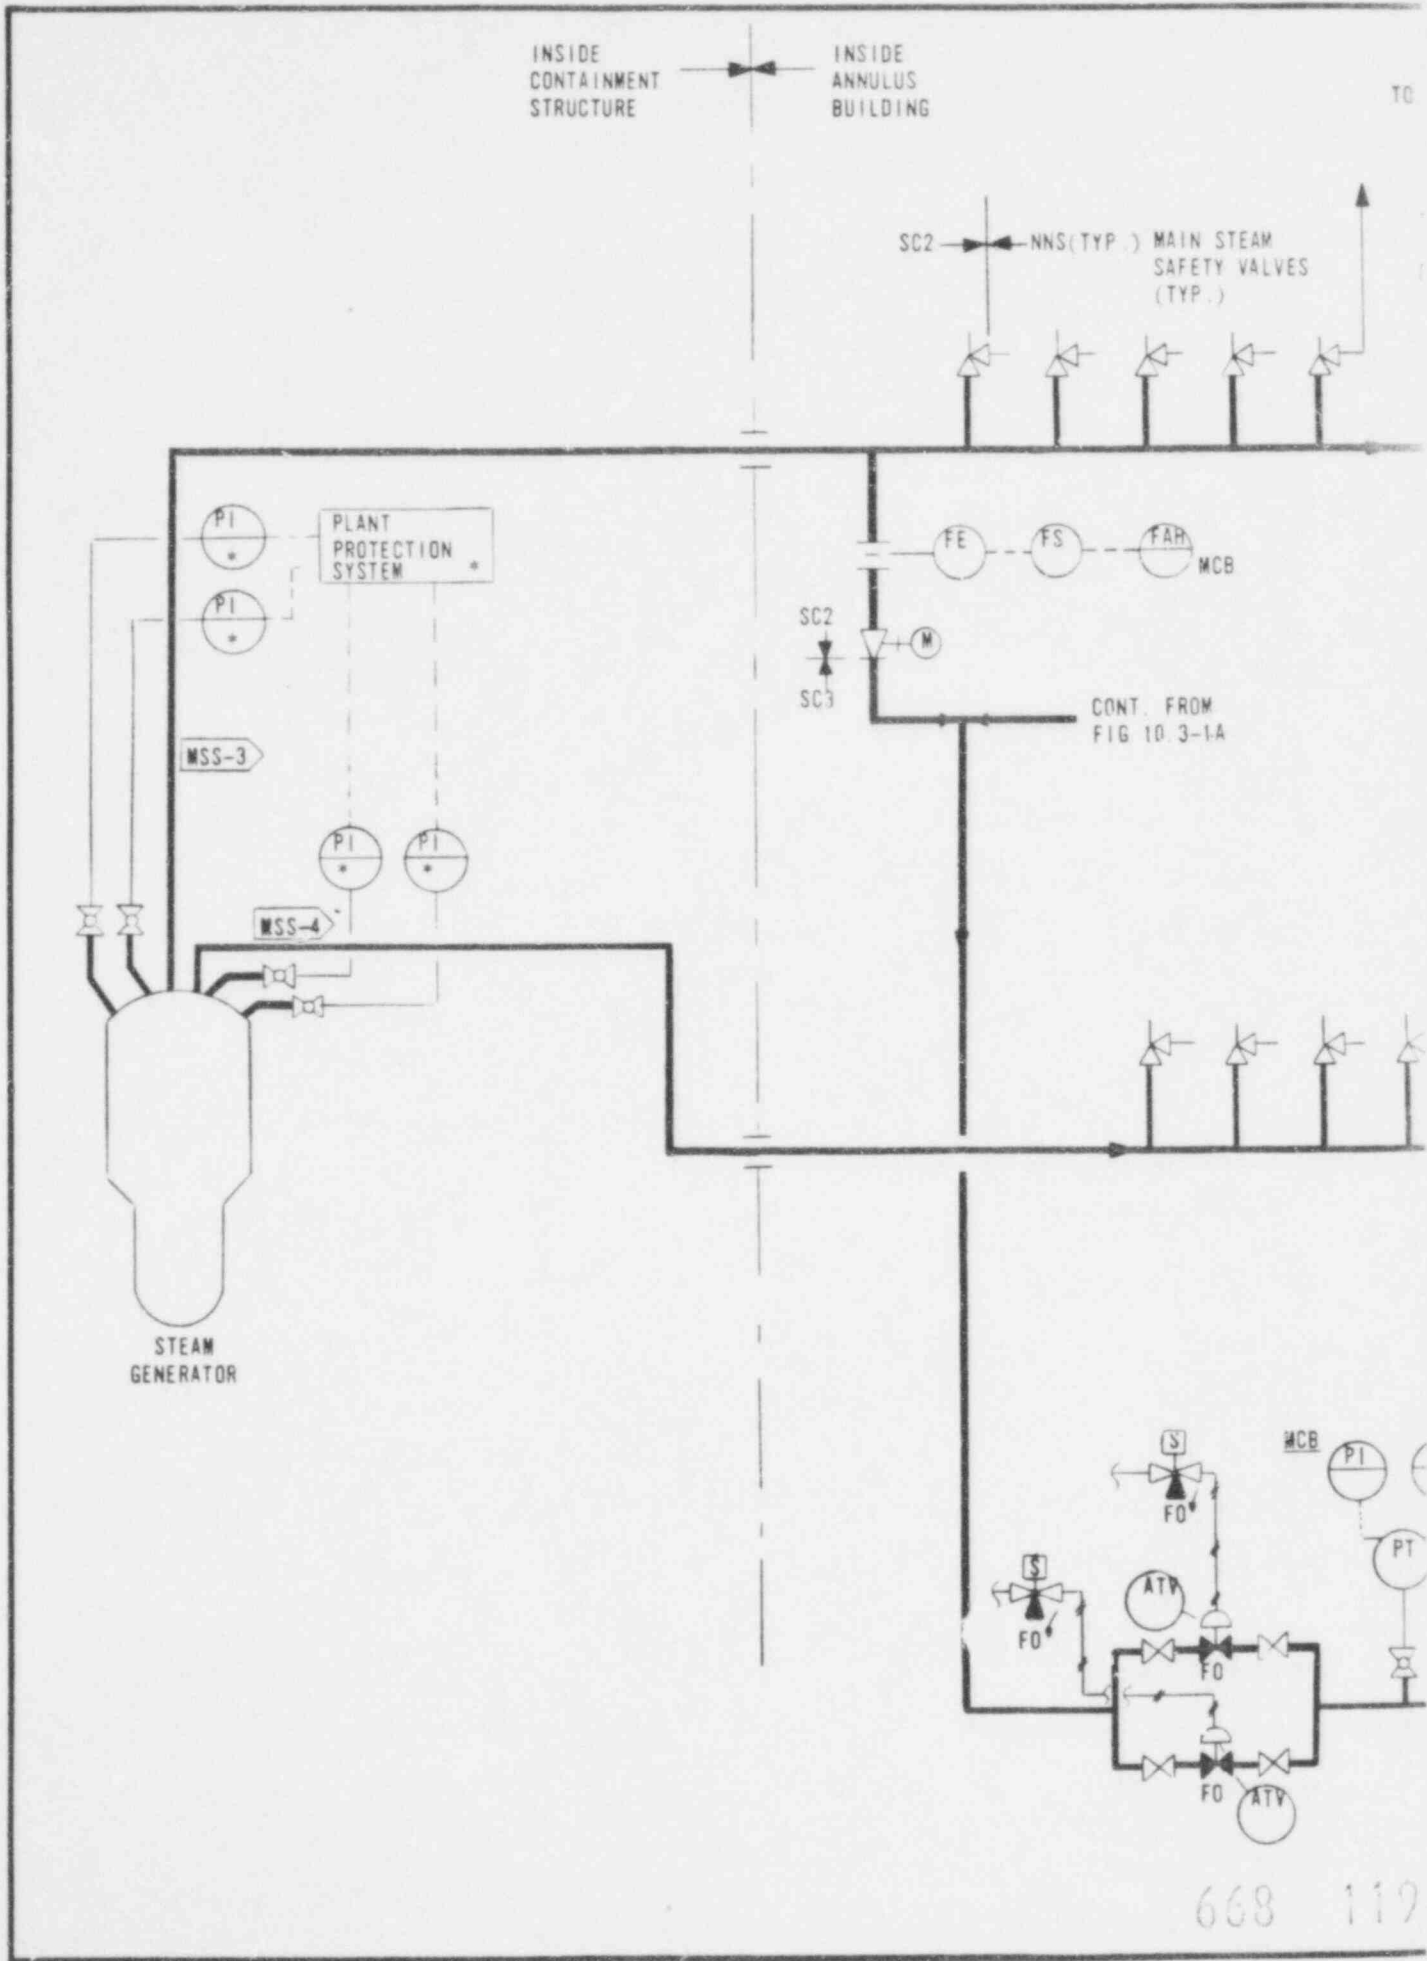 INSIDE
CONTAINMENT
STRUCTURE
INSIDE
ANNULUS
BUILDING
TO
SC2
NNS(TYP.)
MAIN STEAM
SAFETY VALVES
(TYP.)
PI
*
PLANT
PROTECTION
SYSTEM *
PI
*
FE
FS
FAH
MCB
SC2
M
SC3
CONT. FROM
FIG 10.3-1A
MSS-3
PI
*
PI
*
MSS-4
STEAM
GENERATOR
S
FO
MCB
PI
PT
S
FO
ATV
FO
FO
ATV
668 119